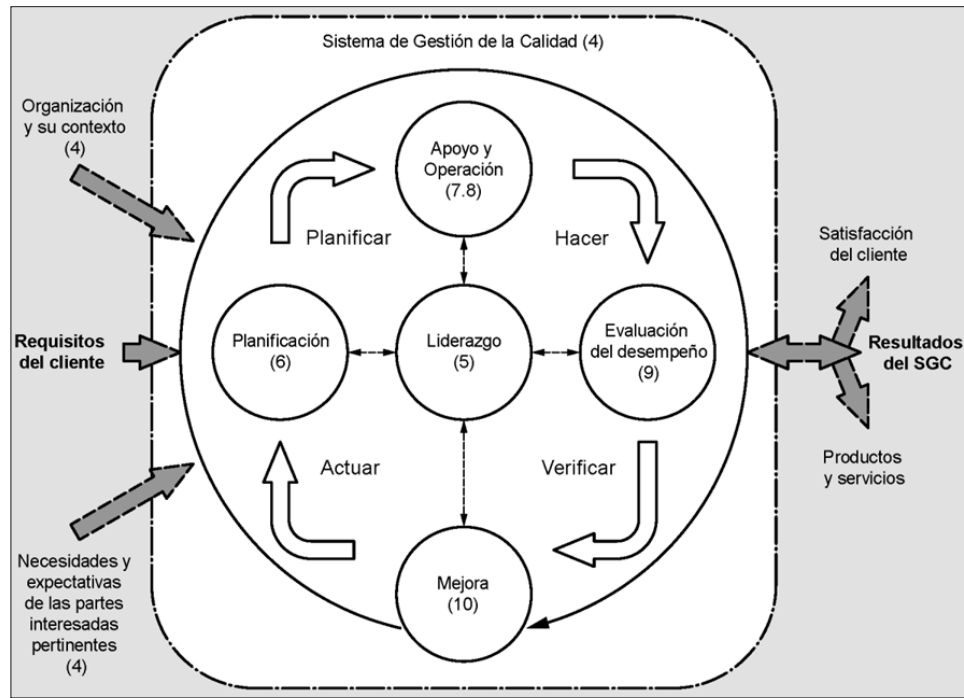 Sistema de Gestión de la Calidad (4)
Organización
y su contexto
(4)
Apoyo y
Operación
(7.8)
Planificar
Hacer
Satisfacción
del cliente
Requisitos
del cliente
Planificación
(6)
Liderazgo
(5)
Evaluación
del desempeño
(9)
Resultados
del SGC
Actuar
Verificar
Productos
y servicios
Necesidades y
expectativas
de las partes
interesadas
pertinentes
(4)
Mejora
(10)